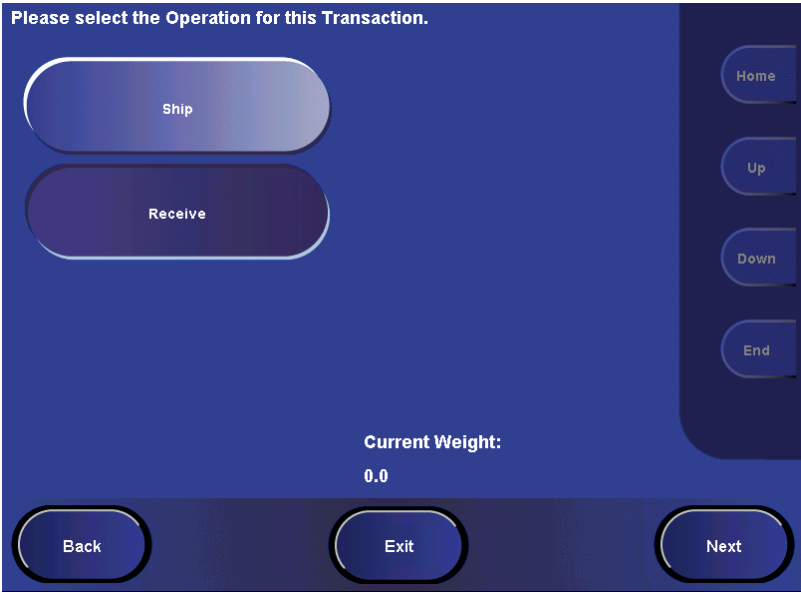 Please select the Operation for this Transaction.
Ship
Receive
Home
Up
Down
End
Current Weight:
0.0
Back
Exit
Next